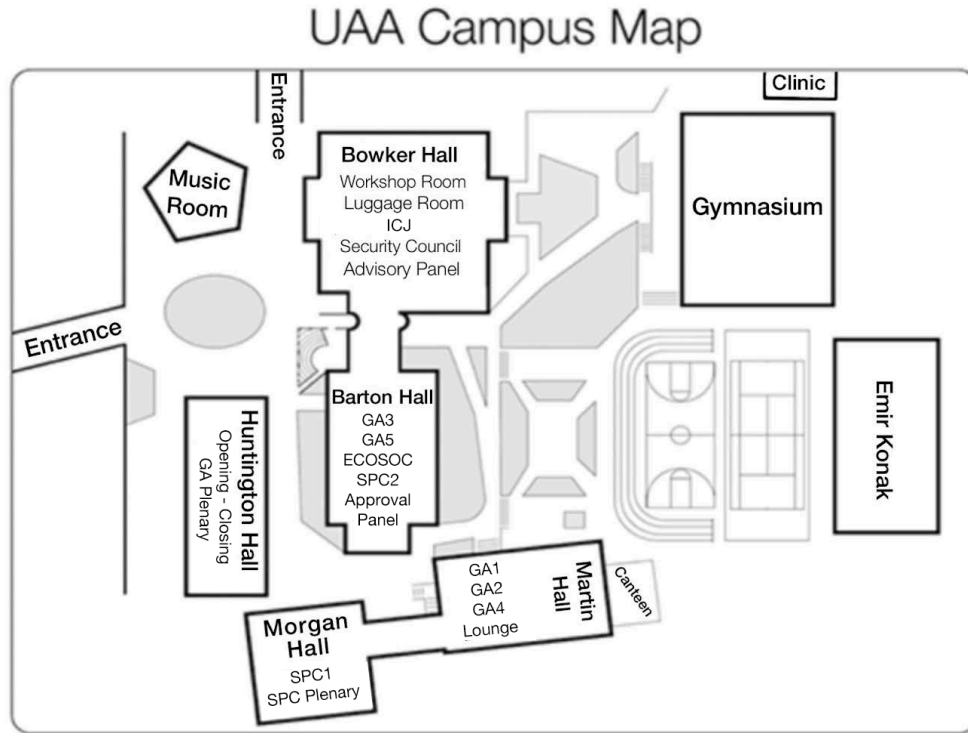 UAA Campus Map
Entrance
Clinic
Music
Room
Bowker Hall
Workshop Room
Luggage Room
ICJ
Security Council
Advisory Panel
Gymnasium
Entrance
Huntington Hall
Opening - Closing
GA Plenary
Barton Hall
GA3
GA5
ECOSOC
SPC2
Approval
Panel
Emir Konak
GA1
GA2
GA4
Lounge
Martin
Hall
Canteen
Morgan
Hall
SPC1
SPC Plenary